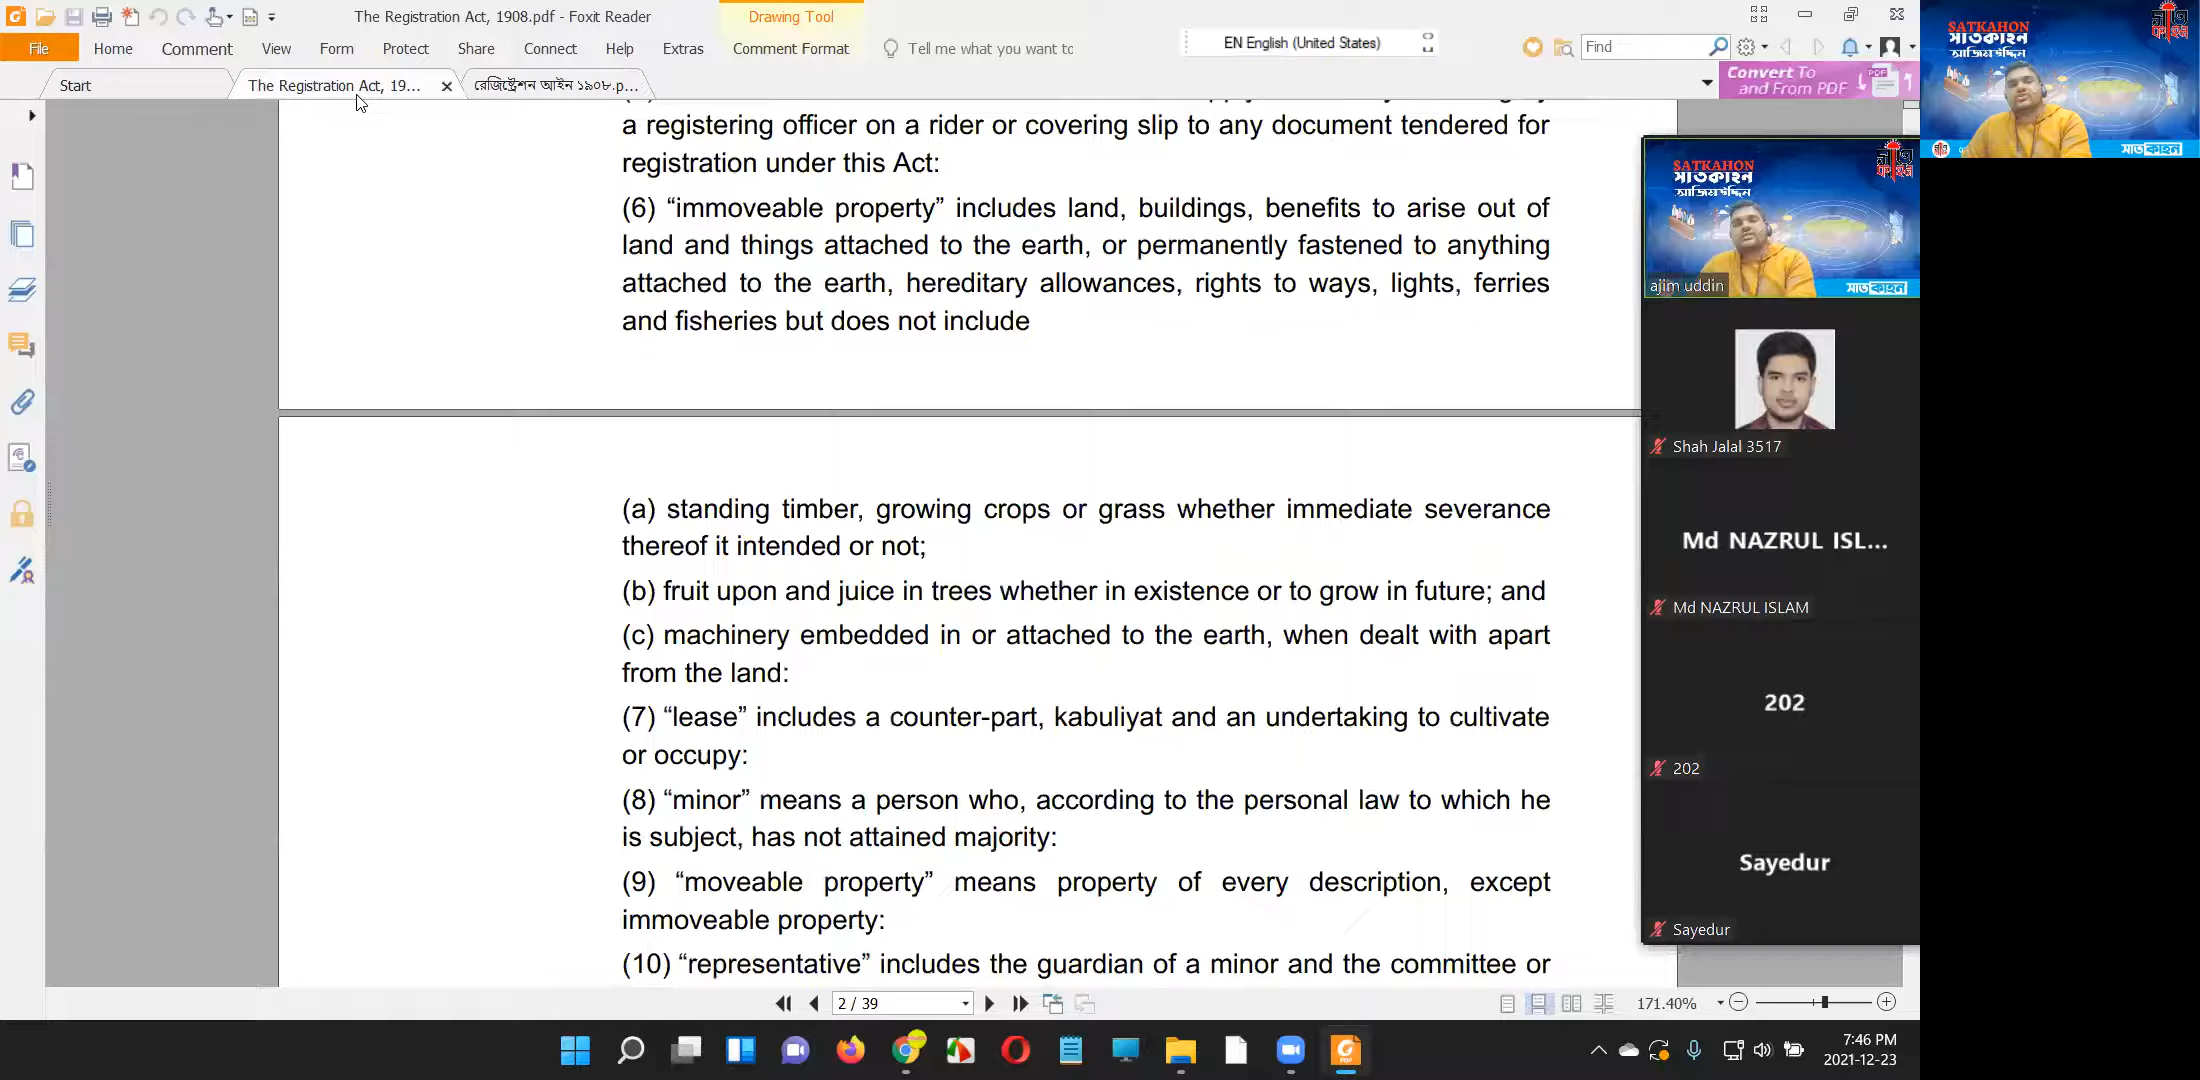 The Registration Act, 1908.pdf - Foxit Reader
Drawing Tool
File Home Comment View Form Protect Share Connect Help Extras Comment Format Tell me what you want to
EN English (United States)
Find
Start The Registration Act, 19... রেজিষ্ট্রেশন আইন ১৯০৮.p...
Convert To
and From PDF
a registering officer on a rider or covering slip to any document tendered for
registration under this Act:
(6) “immoveable property” includes land, buildings, benefits to arise out of
land and things attached to the earth, or permanently fastened to anything
attached to the earth, hereditary allowances, rights to ways, lights, ferries
and fisheries but does not include
(a) standing timber, growing crops or grass whether immediate severance
thereof it intended or not;
(b) fruit upon and juice in trees whether in existence or to grow in future; and
(c) machinery embedded in or attached to the earth, when dealt with apart
from the land:
(7) “lease” includes a counter-part, kabuliyat and an undertaking to cultivate
or occupy:
(8) “minor” means a person who, according to the personal law to which he
is subject, has not attained majority:
(9) “moveable property” means property of every description, except
immoveable property:
(10) “representative” includes the guardian of a minor and the committee or
2 / 39
171.40%
SATKAHON
সাতকাহন
আজিম উদ্দিন
সাতকাহন
SATKAHON
সাতকাহন
আজিম উদ্দিন
ajim uddin
সাতকাহন
Shah Jalal 3517
Md NAZRUL ISL...
Md NAZRUL ISLAM
202
202
Sayedur
Sayedur
7:46 PM
2021-12-23